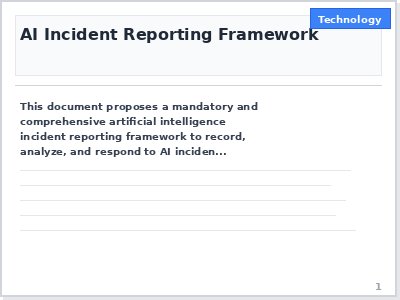 Technology
AI Incident Reporting Framework
This document proposes a mandatory and
comprehensive artificial intelligence
incident reporting framework to record,
analyze, and respond to AI inciden...
1